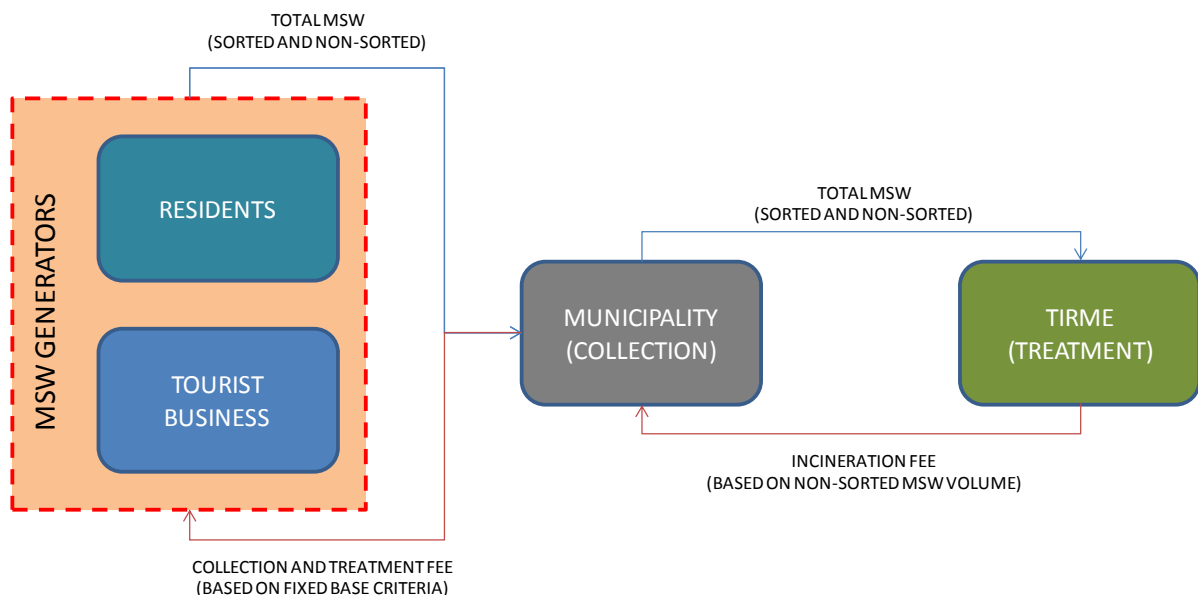 TOTAL MSW
(SORTED AND NON-SORTED)
MSW GENERATORS
RESIDENTS
TOURIST
BUSINESS
TOTAL MSW
(SORTED AND NON-SORTED)
MUNICIPALITY
(COLLECTION)
TIRME
(TREATMENT)
INCINERATION FEE
(BASED ON NON-SORTED MSW VOLUME)
COLLECTION AND TREATMENT FEE
(BASED ON FIXED BASE CRITERIA)